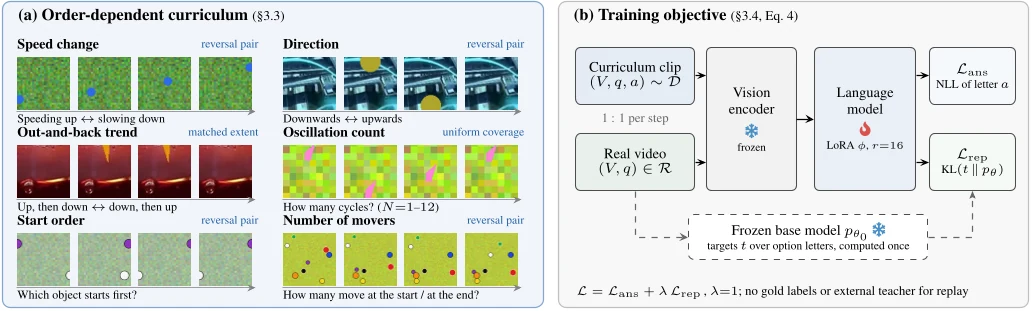 (a) Order-dependent curriculum (§3.3)
Speed change reversal pair
Speeding up ↔ slowing down
Direction reversal pair
Downwards ↔ upwards
Out-and-back trend matched extent
Up, then down ↔ down, then up
Oscillation count uniform coverage
How many cycles? (N=1–12)
Start order reversal pair
Which object starts first?
Number of movers reversal pair
How many move at the start / at the end?
(b) Training objective (§3.4, Eq. 4)
Curriculum clip
(V, q, a) ∼ 𝒟
1 : 1 per step
Real video
(V, q) ∈ ℛ
Vision
encoder
frozen
Language
model
LoRA ϕ, r=16
ℒ_ans
NLL of letter a
ℒ_rep
KL(t ∥ p_θ)
Frozen base model p_θ₀
targets t over option letters, computed once
ℒ = ℒ_ans + λ ℒ_rep , λ=1; no gold labels or external teacher for replay